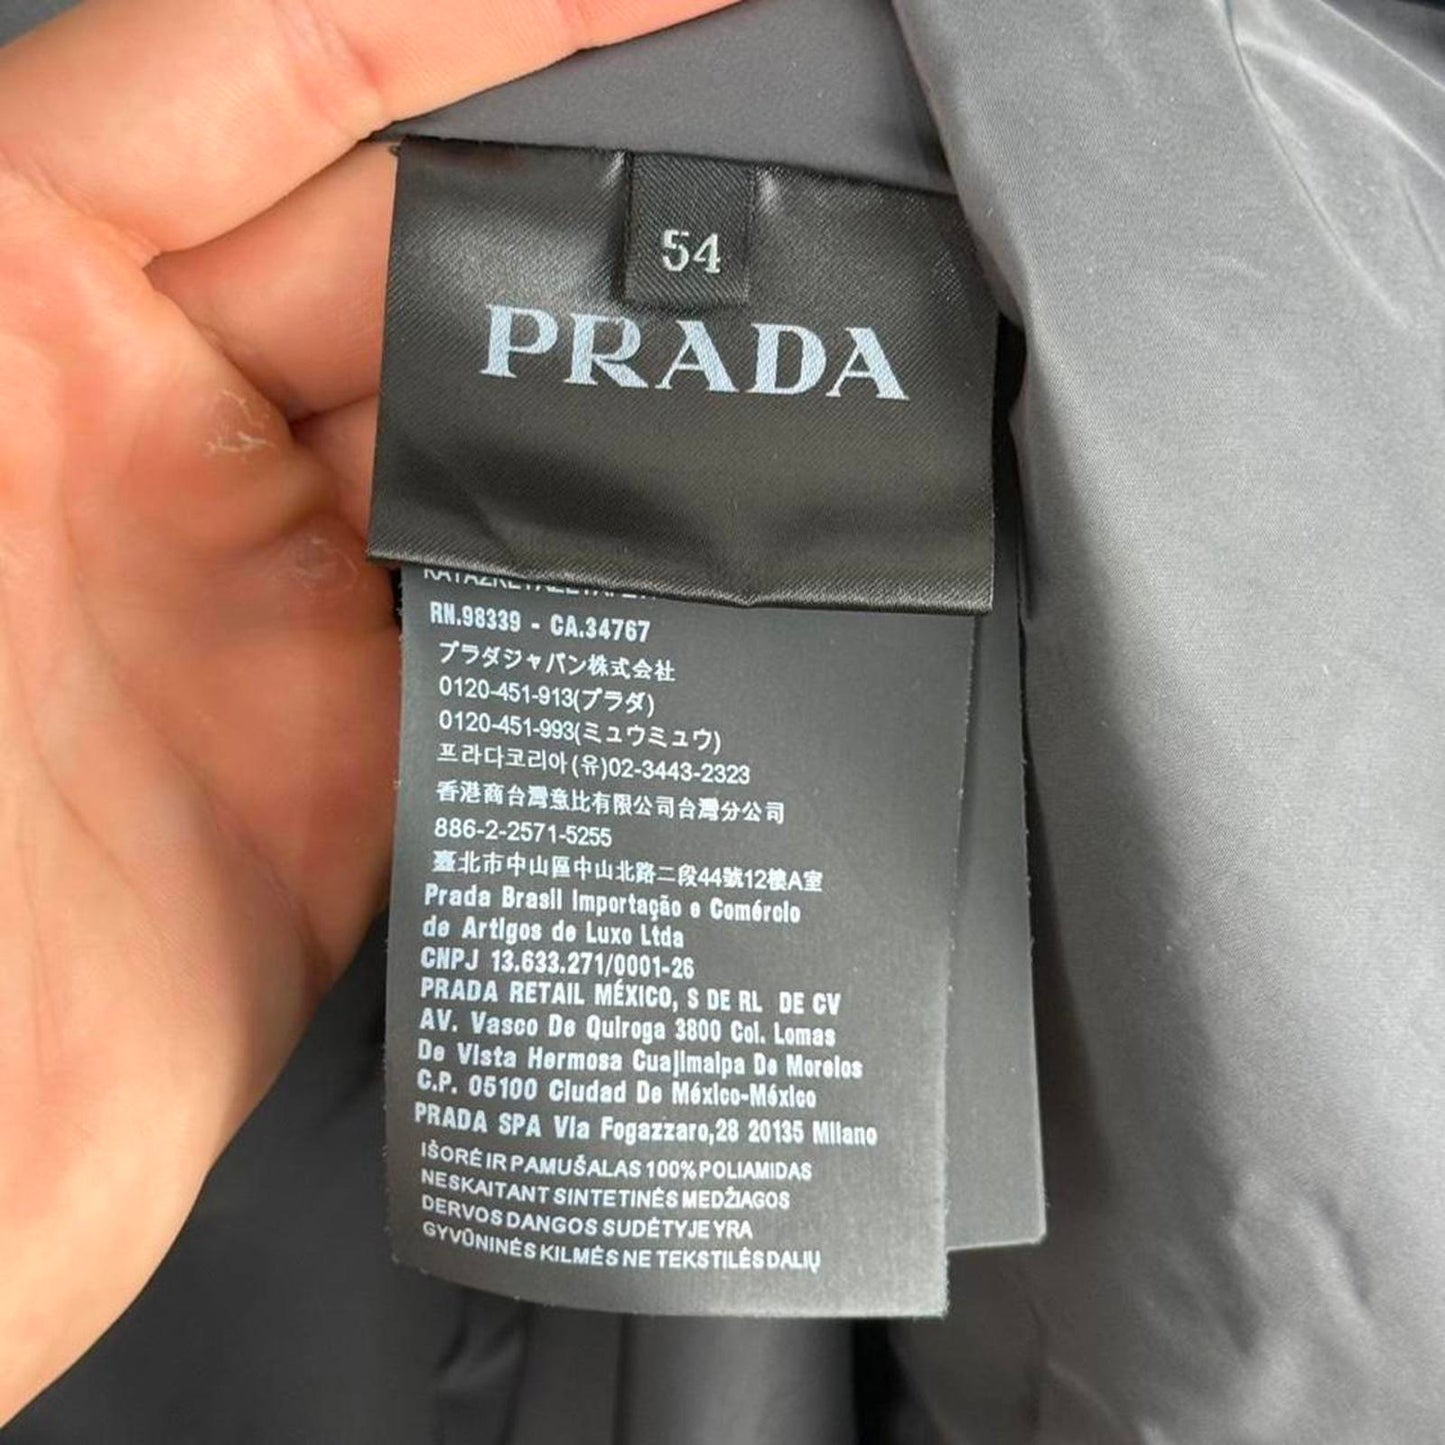 54
PRADA
RN.98339 - CA.34767
プラダジャパン株式会社
0120-451-913(プラダ)
0120-451-993(ミュウミュウ)
프라다코리아(유)02-3443-2323
香港商台灣意比有限公司台灣分公司
886-2-2571-5255
臺北市中山區中山北路二段44號12樓A室
Prada Brasil Importação e Comércio
de Artigos de Luxo Ltda
CNPJ 13.633.271/0001-26
PRADA RETAIL MÉXICO, S DE RL DE CV
AV. Vasco De Quiroga 3800 Col. Lomas
De Vista Hermosa Cuajimalpa De Morelos
C.P. 05100 Ciudad De México-México
PRADA SPA Via Fogazzaro,28 20135 Milano
IŠORĖ IR PAMUŠALAS 100% POLIAMIDAS
NESKAITANT SINTETINĖS MEDŽIAGOS
DERVOS DANGOS SUDĖTYJE YRA
GYVŪNINĖS KILMĖS NE TEKSTILĖS DALIŲ